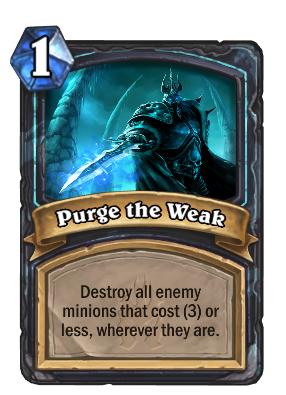 1
Purge the Weak
Destroy all enemy
minions that cost (3) or
less, wherever they are.